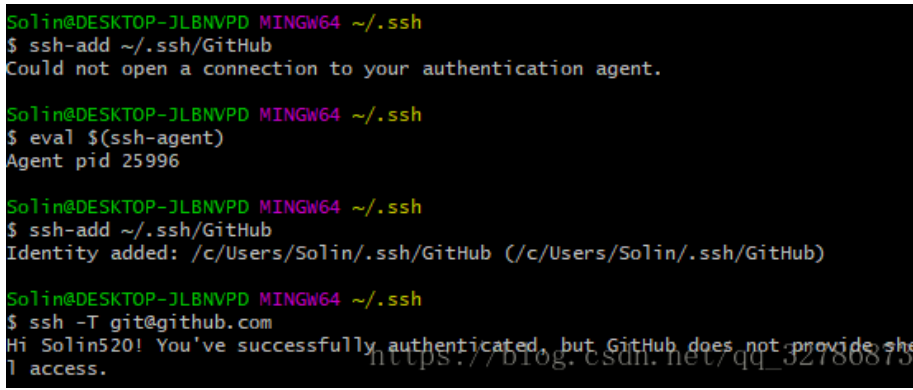 Solin@DESKTOP-JLBNVPD MINGW64 ~/.ssh
$ ssh-add ~/.ssh/GitHub
Could not open a connection to your authentication agent.
Solin@DESKTOP-JLBNVPD MINGW64 ~/.ssh
$ eval $(ssh-agent)
Agent pid 25996
Solin@DESKTOP-JLBNVPD MINGW64 ~/.ssh
$ ssh-add ~/.ssh/GitHub
Identity added: /c/Users/Solin/.ssh/GitHub (/c/Users/Solin/.ssh/GitHub)
Solin@DESKTOP-JLBNVPD MINGW64 ~/.ssh
$ ssh -T git@github.com
Hi Solin520! You've successfully authenticated, but GitHub does not provide she
l access.
https://blog.csdn.net/qq_32786873